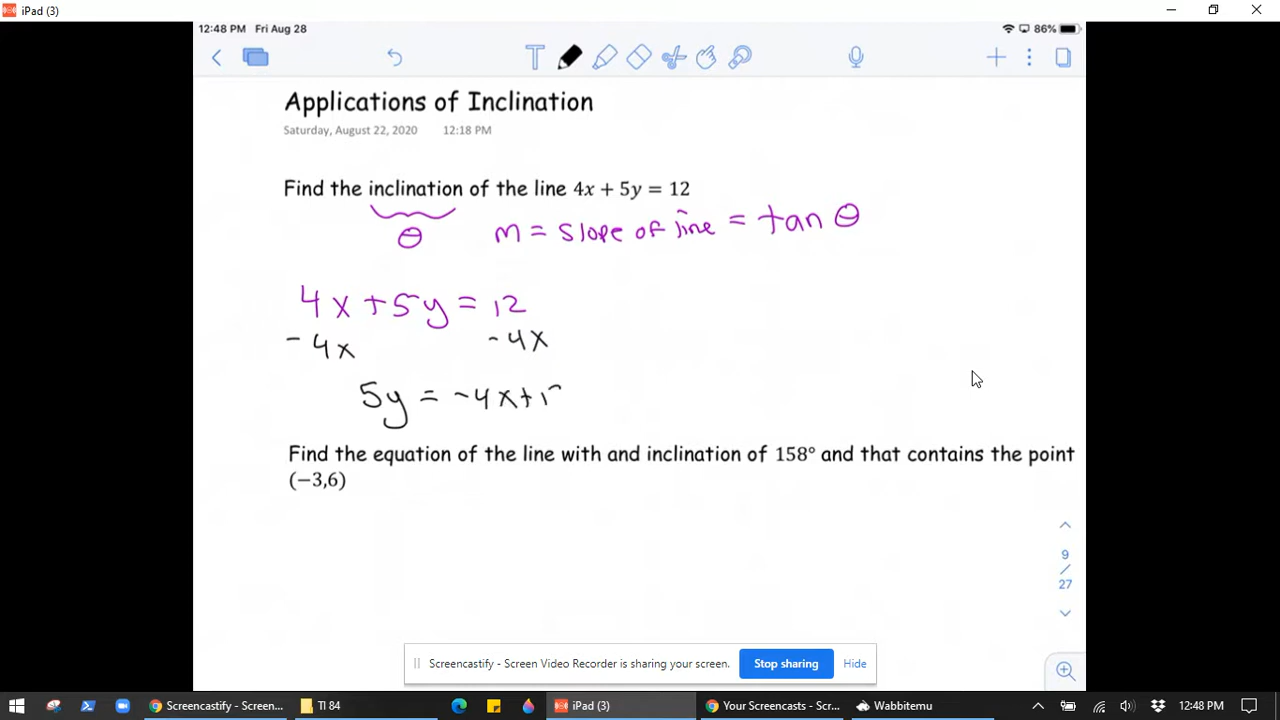 iPad (3)
12:48 PM Fri Aug 28
86%
T
Applications of Inclination
Saturday, August 22, 2020 12:18 PM
Find the inclination of the line 4x + 5y = 12
θ m = slope of line = tan θ
4x + 5y = 12
-4x -4x
5y = -4x+1
Find the equation of the line with and inclination of 158° and that contains the point
(−3,6)
9
/
27
Screencastify - Screen Video Recorder is sharing your screen. Stop sharing Hide
Screencastify - Screen... TI 84 iPad (3) Your Screencasts - Scr... Wabbitemu 12:48 PM